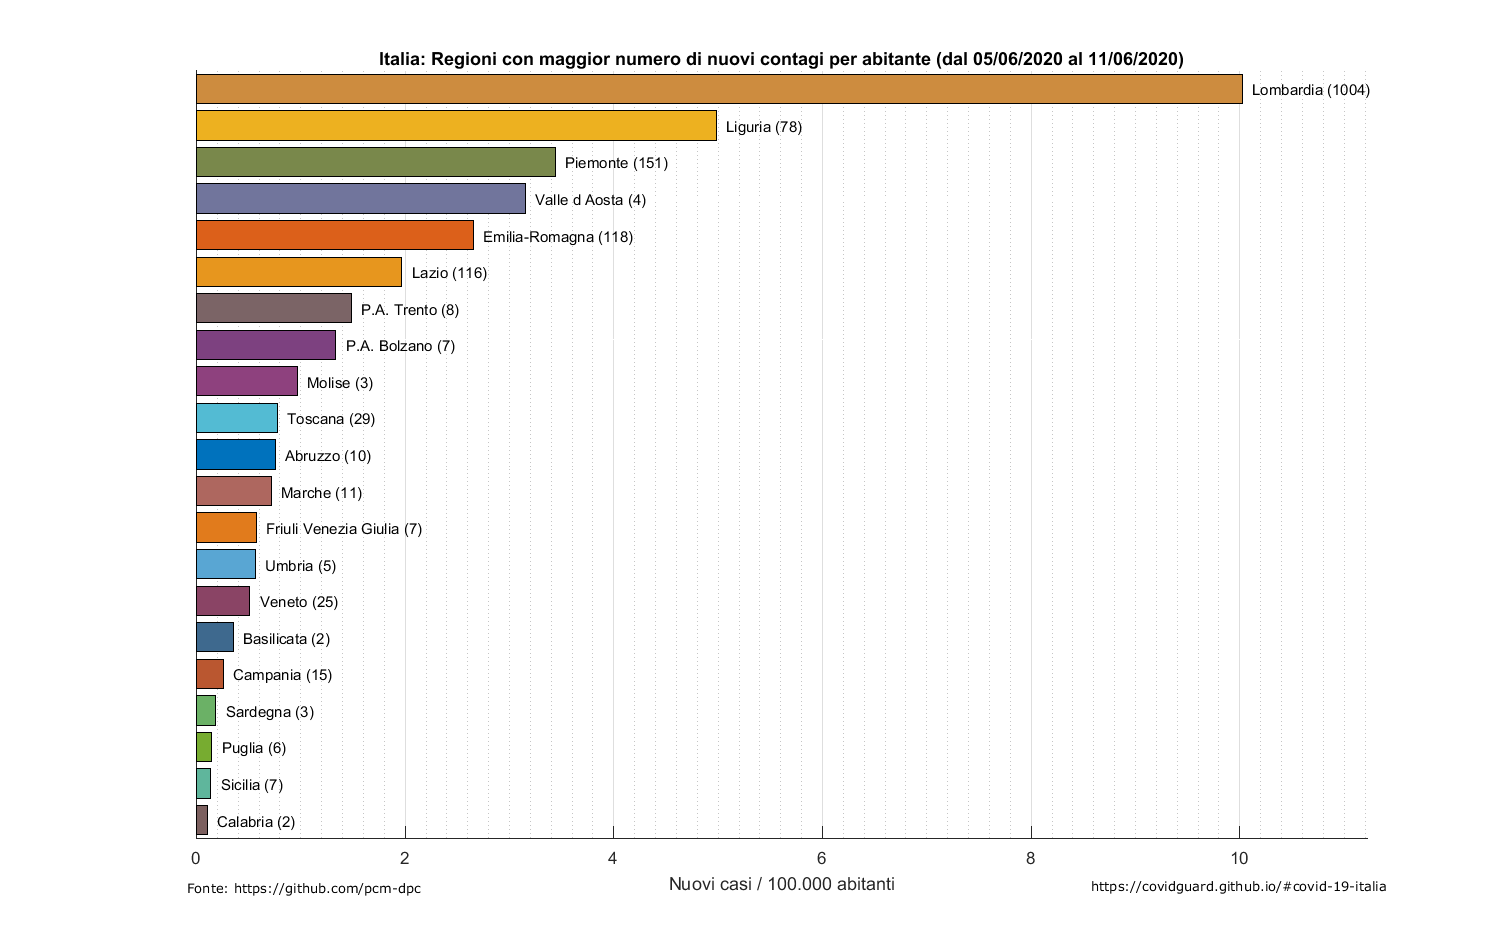 Italia: Regioni con maggior numero di nuovi contagi per abitante (dal 05/06/2020 al 11/06/2020)
Lombardia (1004)
Liguria (78)
Piemonte (151)
Valle d Aosta (4)
Emilia-Romagna (118)
Lazio (116)
P.A. Trento (8)
P.A. Bolzano (7)
Molise (3)
Toscana (29)
Abruzzo (10)
Marche (11)
Friuli Venezia Giulia (7)
Umbria (5)
Veneto (25)
Basilicata (2)
Campania (15)
Sardegna (3)
Puglia (6)
Sicilia (7)
Calabria (2)
0 2 4 6 8 10
Nuovi casi / 100.000 abitanti
Fonte: https://github.com/pcm-dpc
https://covidguard.github.io/#covid-19-italia